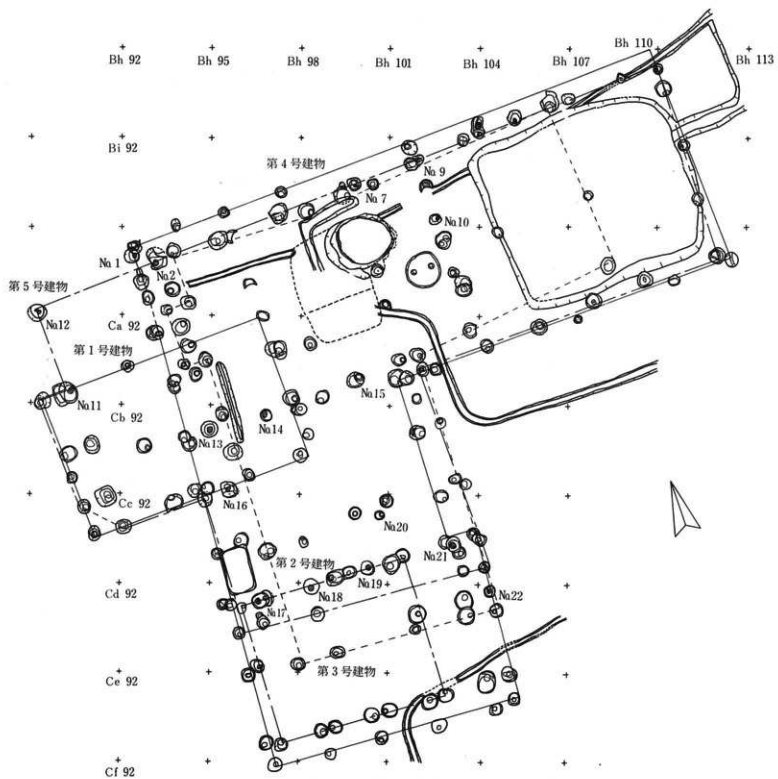 Bh 92
Bh 95
Bh 98
Bh 101
Bh 104
Bh 107
Bh 110
Bh 113
Bi 92
第4号建物
No.9
No.7
No.10
No.1
No.2
第5号建物
No.12
Ca 92
第1号建物
No.15
No.11
Cb 92
No.14
No.13
No.16
Cc 92
No.20
No.21
第2号建物
No.19
No.18
Cd 92
No.22
No.17
第3号建物
Ce 92
Cf 92